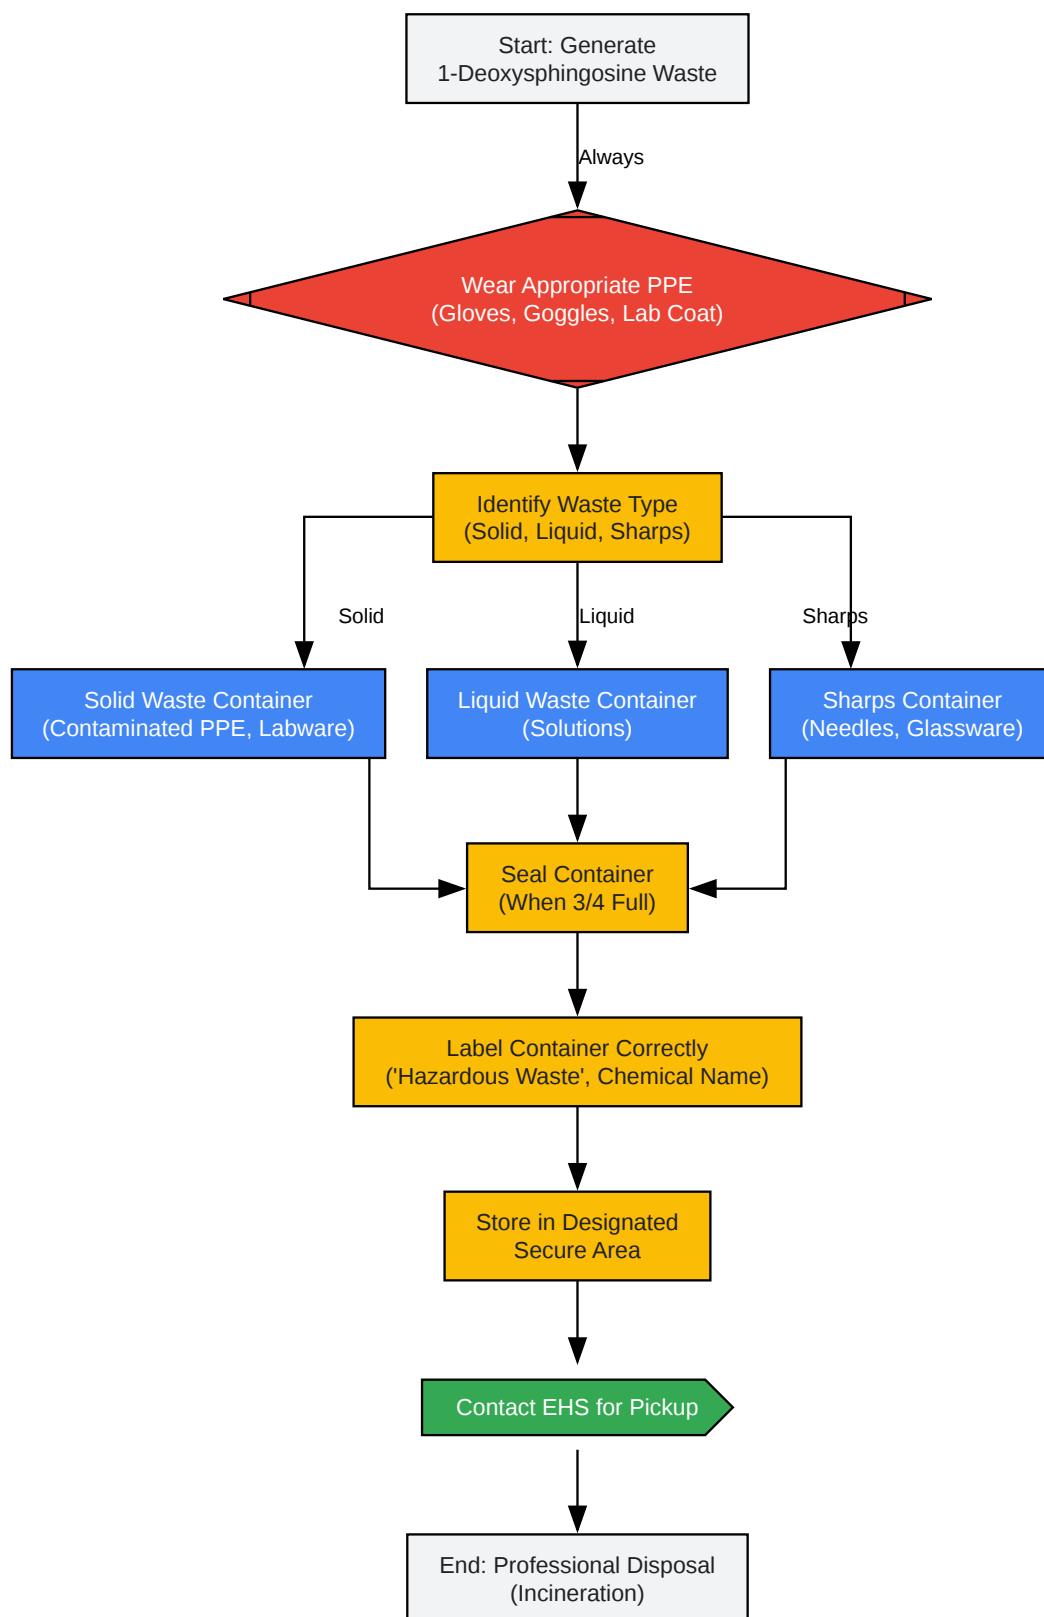 Start: Generate
1-Deoxysphingosine Waste
Always
Wear Appropriate PPE
(Gloves, Goggles, Lab Coat)
Identify Waste Type
(Solid, Liquid, Sharps)
Solid
Liquid
Sharps
Solid Waste Container
(Contaminated PPE, Labware)
Liquid Waste Container
(Solutions)
Sharps Container
(Needles, Glassware)
Seal Container
(When 3/4 Full)
Label Container Correctly
('Hazardous Waste', Chemical Name)
Store in Designated
Secure Area
Contact EHS for Pickup
End: Professional Disposal
(Incineration)